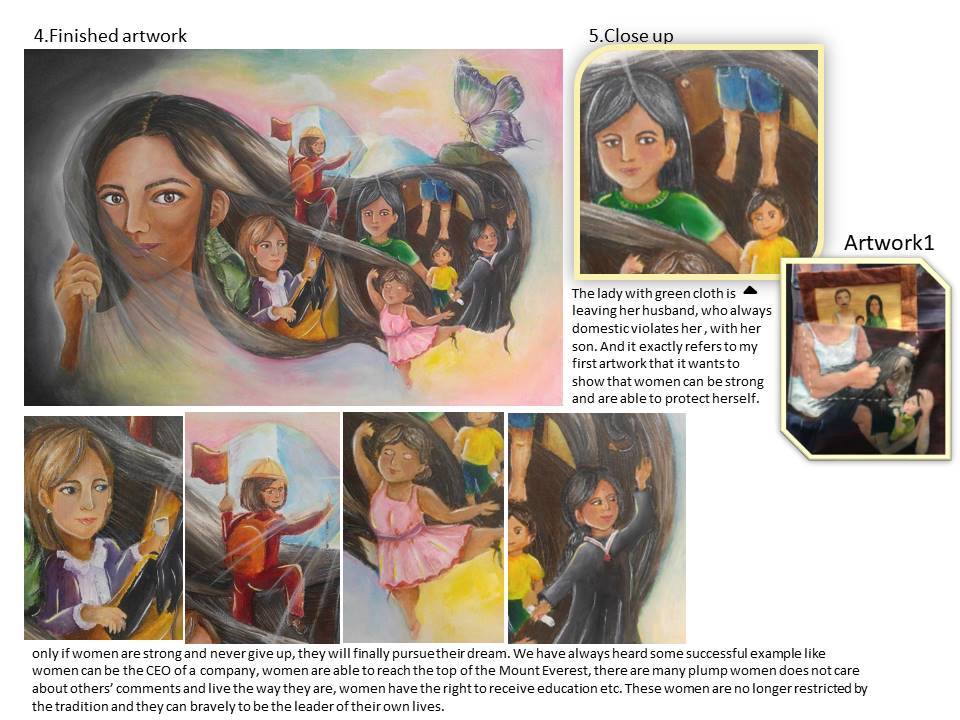 4.Finished artwork
5.Close up
Artwork1
The lady with green cloth is
leaving her husband, who always
domestic violates her , with her
son. And it exactly refers to my
first artwork that it wants to
show that women can be strong
and are able to protect herself.
only if women are strong and never give up, they will finally pursue their dream. We have always heard some successful example like
women can be the CEO of a company, women are able to reach the top of the Mount Everest, there are many plump women does not care
about others’ comments and live the way they are, women have the right to receive education etc. These women are no longer restricted by
the tradition and they can bravely to be the leader of their own lives.